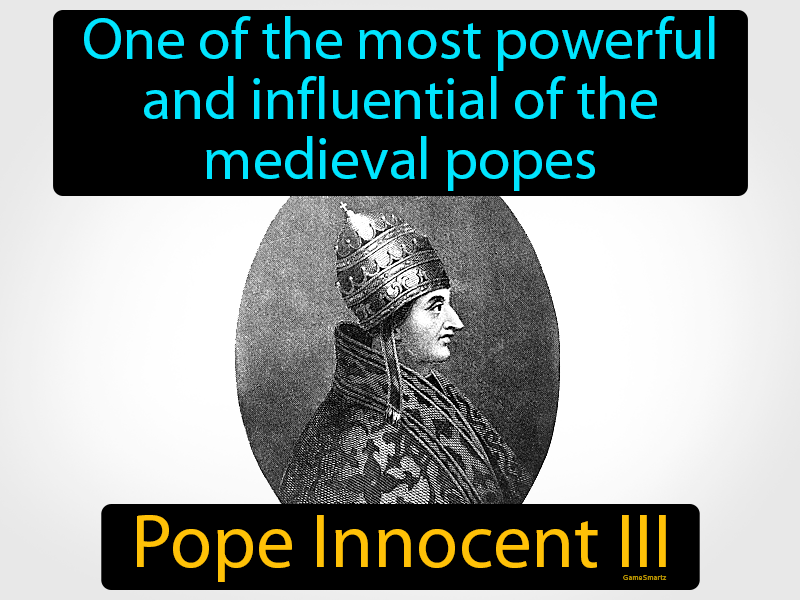 One of the most powerful
and influential of the
medieval popes
Pope Innocent III
GameSmartz